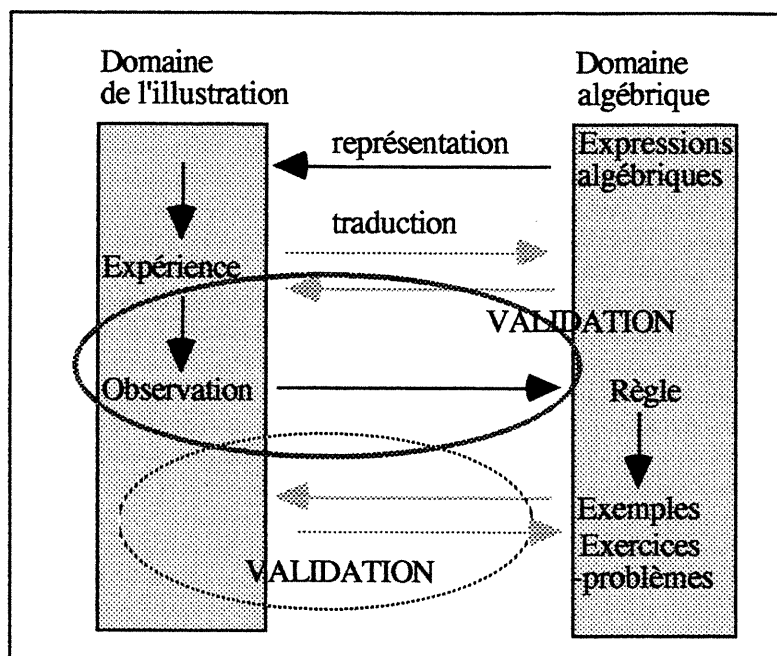 Domaine
de l'illustration
Domaine
algébrique
représentation
Expressions
algébriques
traduction
Expérience
VALIDATION
Observation
Règle
Exemples
Exercices
-problèmes
VALIDATION